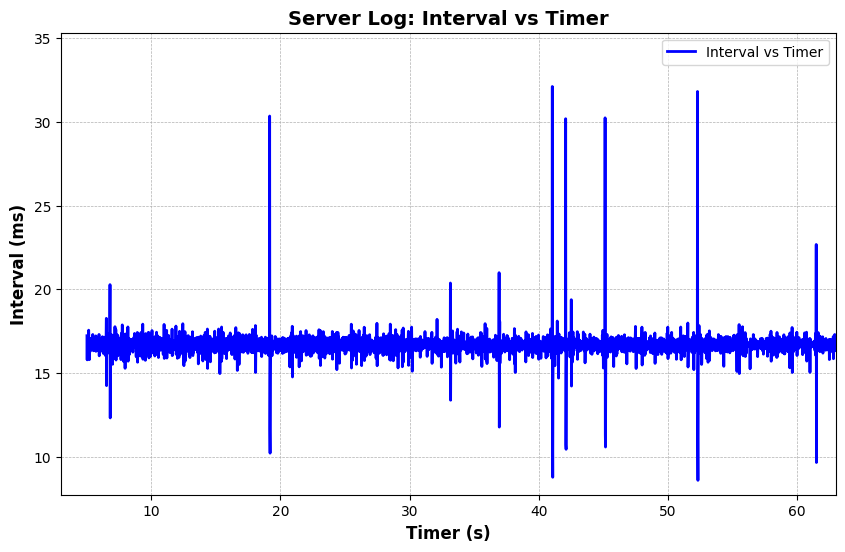 Server Log: Interval vs Timer
Interval vs Timer
35
30
25
20
15
10
Interval (ms)
10 20 30 40 50 60
Timer (s)